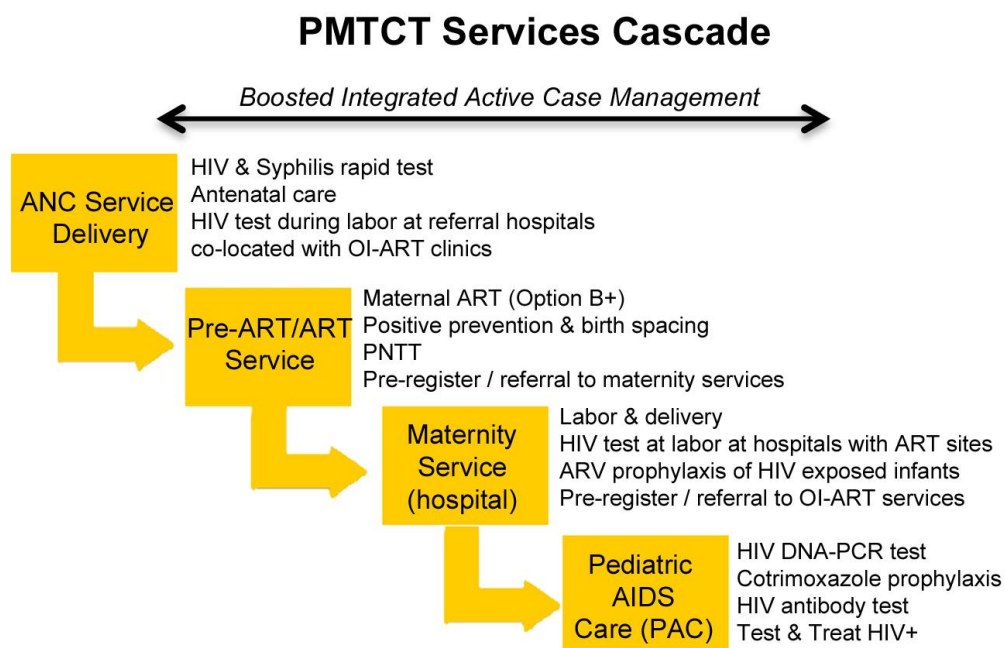 PMTCT Services Cascade
Boosted Integrated Active Case Management
ANC Service
Delivery
HIV & Syphilis rapid test
Antenatal care
HIV test during labor at referral hospitals
co-located with OI-ART clinics
Pre-ART/ART
Service
Maternal ART (Option B+)
Positive prevention & birth spacing
PNTT
Pre-register / referral to maternity services
Maternity
Service
(hospital)
Labor & delivery
HIV test at labor at hospitals with ART sites
ARV prophylaxis of HIV exposed infants
Pre-register / referral to OI-ART services
Pediatric
AIDS
Care (PAC)
HIV DNA-PCR test
Cotrimoxazole prophylaxis
HIV antibody test
Test & Treat HIV+